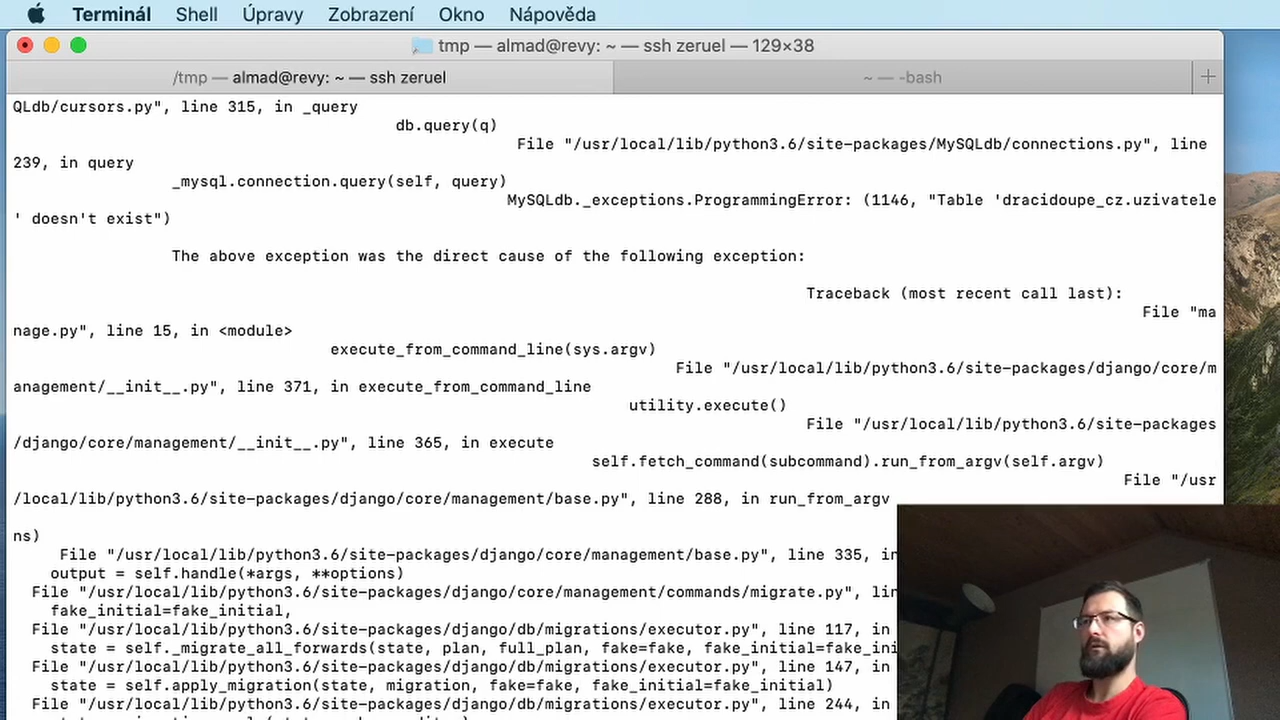 Terminál Shell Úpravy Zobrazení Okno Nápověda
tmp — almad@revy: ~ — ssh zeruel — 129×38
/tmp — almad@revy: ~ — ssh zeruel
~ — -bash
QLdb/cursors.py", line 315, in _query
db.query(q)
File "/usr/local/lib/python3.6/site-packages/MySQLdb/connections.py", line
239, in query
_mysql.connection.query(self, query)
MySQLdb._exceptions.ProgrammingError: (1146, "Table 'dracidoupe_cz.uzivatele
' doesn't exist")
The above exception was the direct cause of the following exception:
Traceback (most recent call last):
File "ma
nage.py", line 15, in <module>
execute_from_command_line(sys.argv)
File "/usr/local/lib/python3.6/site-packages/django/core/m
anagement/__init__.py", line 371, in execute_from_command_line
utility.execute()
File "/usr/local/lib/python3.6/site-packages
/django/core/management/__init__.py", line 365, in execute
self.fetch_command(subcommand).run_from_argv(self.argv)
File "/usr
/local/lib/python3.6/site-packages/django/core/management/base.py", line 288, in run_from_argv
ns)
File "/usr/local/lib/python3.6/site-packages/django/core/management/base.py", line 335, in
output = self.handle(*args, **options)
File "/usr/local/lib/python3.6/site-packages/django/core/management/commands/migrate.py", lin
fake_initial=fake_initial,
File "/usr/local/lib/python3.6/site-packages/django/db/migrations/executor.py", line 117, in
state = self._migrate_all_forwards(state, plan, full_plan, fake=fake, fake_initial=fake_ini
File "/usr/local/lib/python3.6/site-packages/django/db/migrations/executor.py", line 147, in
state = self.apply_migration(state, migration, fake=fake, fake_initial=fake_initial)
File "/usr/local/lib/python3.6/site-packages/django/db/migrations/executor.py", line 244, in